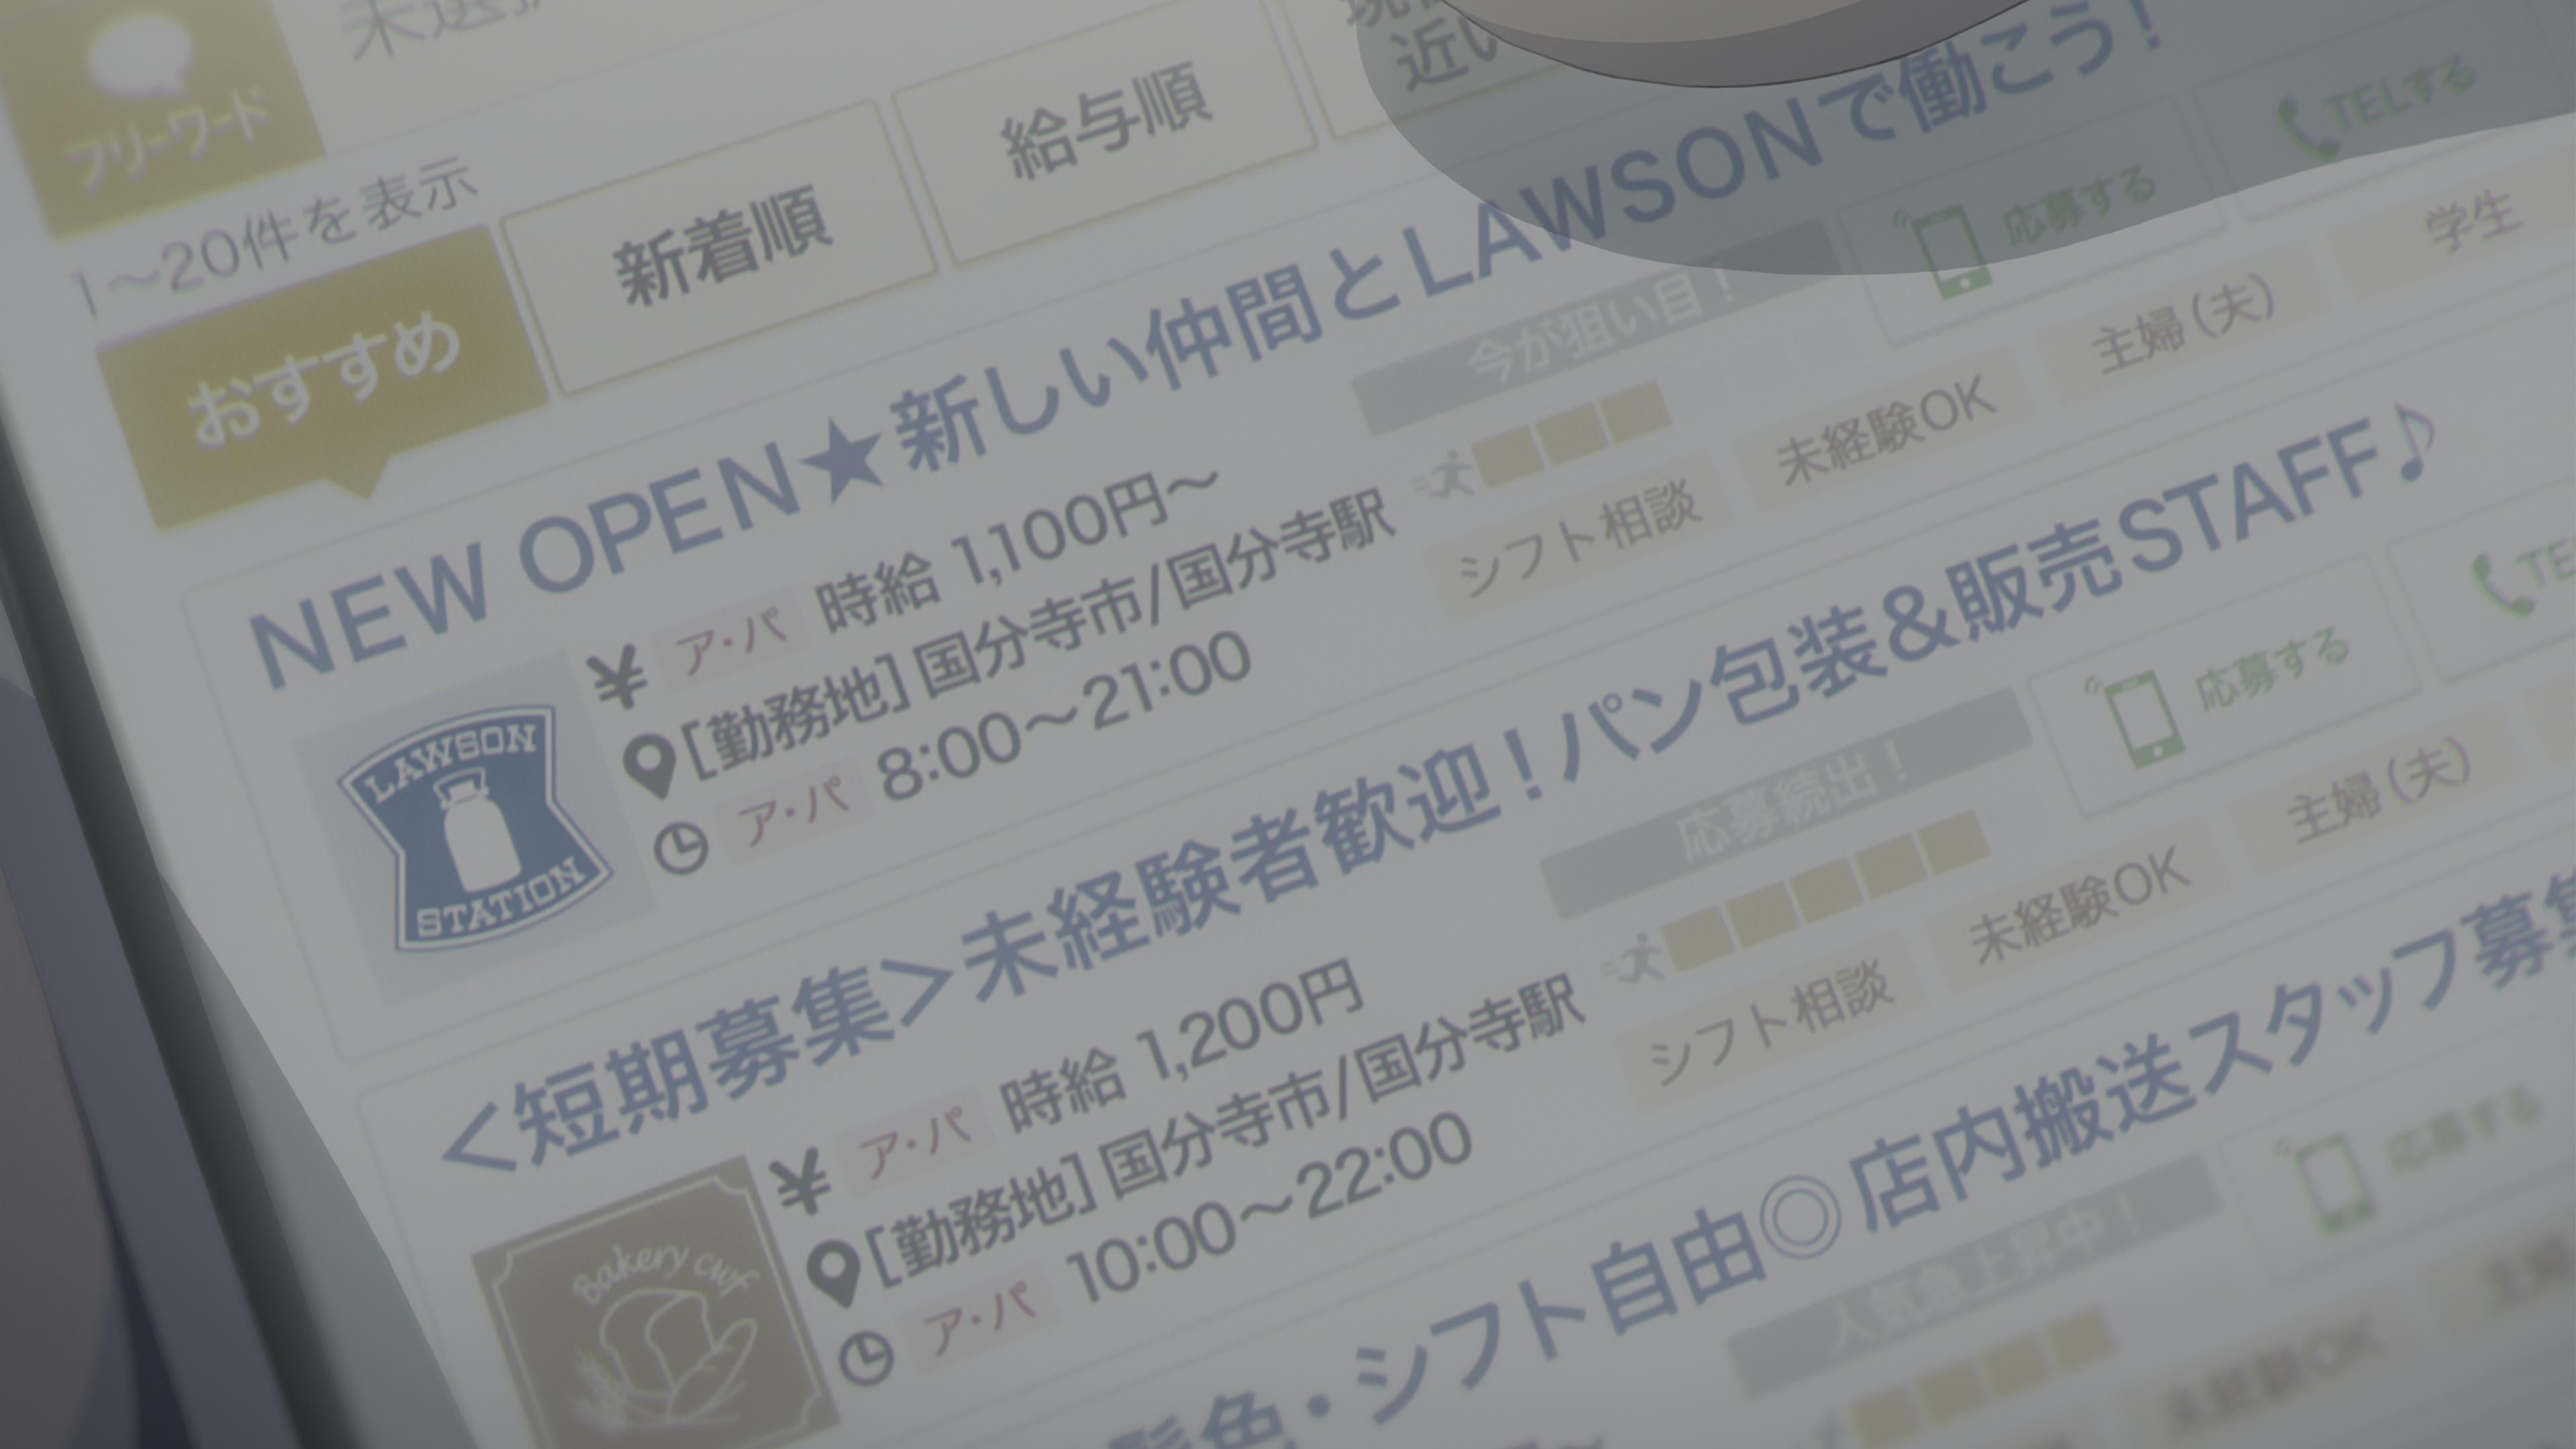 フリーワード
1〜20件を表示
おすすめ
新着順
給与順
近い
NEW OPEN★新しい仲間とLAWSONで働こう!
今が狙い目!
応募する
TELする
¥ ア・パ 時給 1,100円〜
[勤務地] 国分寺市/国分寺駅
ア・パ 8:00〜21:00
シフト相談
未経験OK
主婦(夫)
学生
LAWSON
STATION
<短期募集>未経験者歓迎!パン包装&販売STAFF♪
応募続出!
応募する
¥ ア・パ 時給 1,200円
[勤務地] 国分寺市/国分寺駅
ア・パ 10:00〜22:00
シフト相談
未経験OK
主婦(夫)
Bakery
髪色・シフト自由◎店内搬送スタッフ募集
人気急上昇中!
応募する
未経験OK